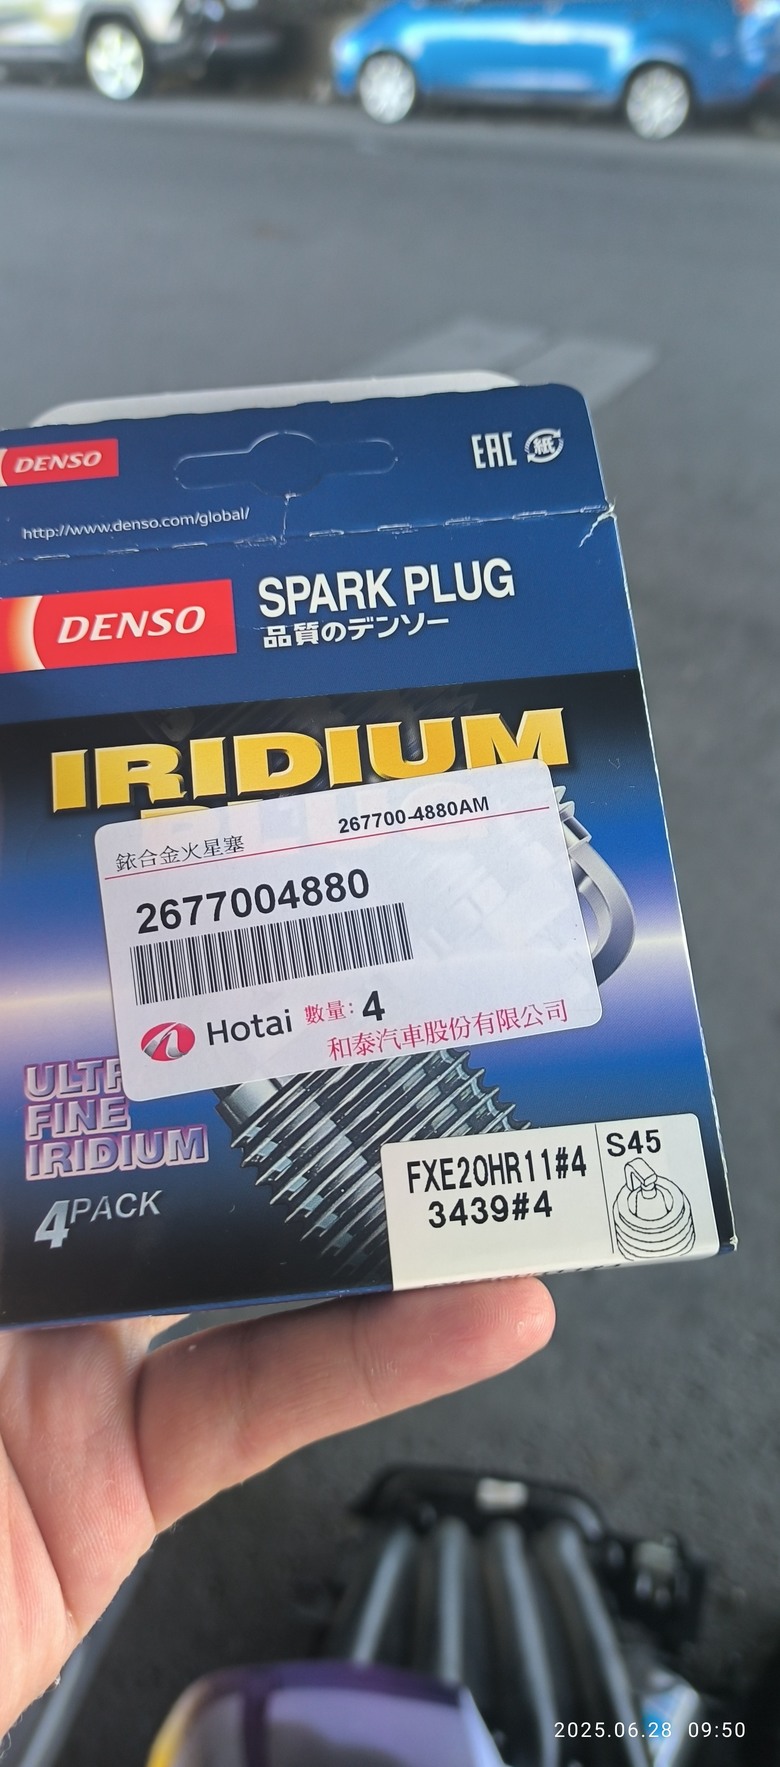 DENSO
EAC 紙
http://www.denso.com/global/
DENSO
SPARK PLUG
品質のデンソー
IRIDIUM
267700-4880AM
銥合金火星塞
2677004880
Hotai 數量: 4
和泰汽車股份有限公司
FINE
IRIDIUM
4PACK
FXE20HR11#4
3439#4
S45
2025.06.28 09:50